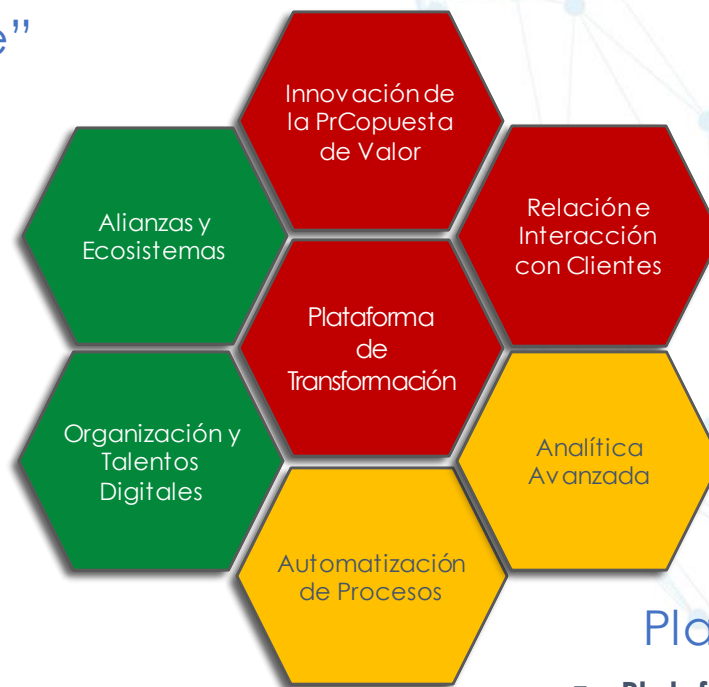 e”
Innovación de
la PrCopuesta
de Valor
Alianzas y
Ecosistemas
Relación e
Interacción
con Clientes
Plataforma
de
Transformación
Organización y
Talentos
Digitales
Analítica
Avanzada
Automatización
de Procesos
Pla